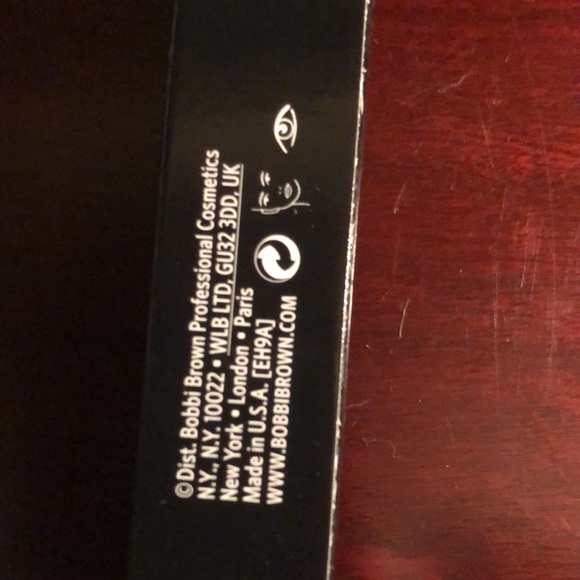 ©Dist. Bobbi Brown Professional Cosmetics
N.Y., N.Y. 10022 • WLB LTD, GU32 3DD, UK
New York • London • Paris
Made in U.S.A. [EH9A]
WWW.BOBBIBROWN.COM